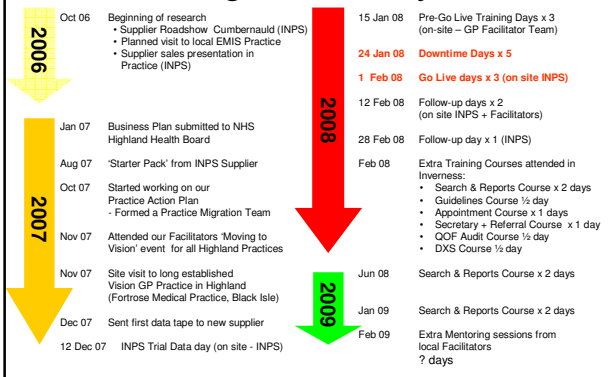 2006
Oct 06 Beginning of research
• Supplier Roadshow Cumbernauld (INPS)
• Planned visit to local EMIS Practice
• Supplier sales presentation in
Practice (INPS)
2007
Jan 07 Business Plan submitted to NHS
Highland Health Board
Aug 07 ‘Starter Pack’ from INPS Supplier
Oct 07 Started working on our
Practice Action Plan
- Formed a Practice Migration Team
Nov 07 Attended our Facilitators ‘Moving to
Vision’ event for all Highland Practices
Nov 07 Site visit to long established
Vision GP Practice in Highland
(Fortrose Medical Practice, Black Isle)
Dec 07 Sent first data tape to new supplier
12 Dec 07 INPS Trial Data day (on site - INPS)
2008
15 Jan 08 Pre-Go Live Training Days x 3
(on-site – GP Facilitator Team)
24 Jan 08 Downtime Days x 5
1 Feb 08 Go Live days x 3 (on site INPS)
12 Feb 08 Follow-up days x 2
(on site INPS + Facilitators)
28 Feb 08 Follow-up day x 1 (INPS)
Feb 08 Extra Training Courses attended in
Inverness:
• Search & Reports Course x 2 days
• Guidelines Course ½ day
• Appointment Course x 1 days
• Secretary + Referral Course x 1 day
• QOF Audit Course ½ day
• DXS Course ½ day
Jun 08 Search & Reports Course x 2 days
2009
Jan 09 Search & Reports Course x 2 days
Feb 09 Extra Mentoring sessions from
local Facilitators
? days